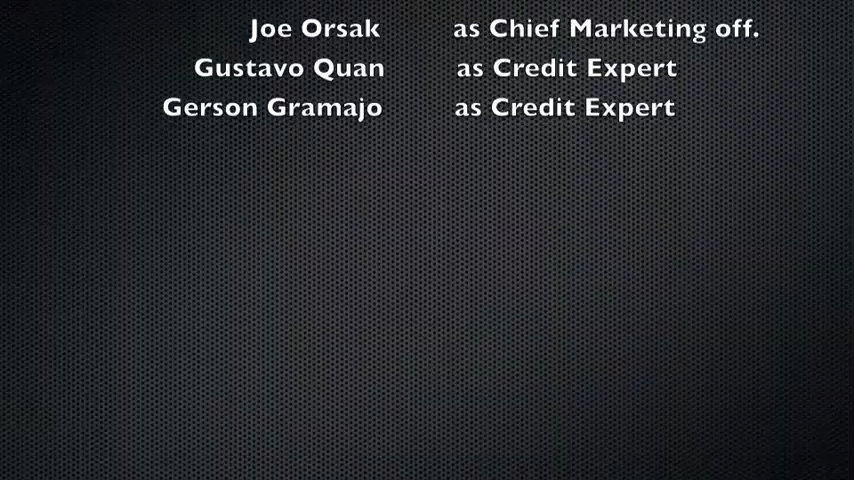 Joe Orsak as Chief Marketing off.
Gustavo Quan as Credit Expert
Gerson Gramajo as Credit Expert